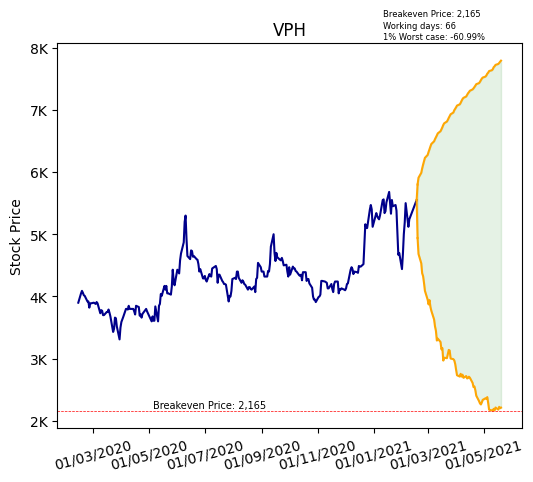 Breakeven Price: 2,165
Working days: 66
1% Worst case: -60.99%
VPH
8K
7K
6K
5K
4K
3K
2K
Stock Price
Breakeven Price: 2,165
01/03/2020 01/05/2020 01/07/2020 01/09/2020 01/11/2020 01/01/2021 01/03/2021 01/05/2021